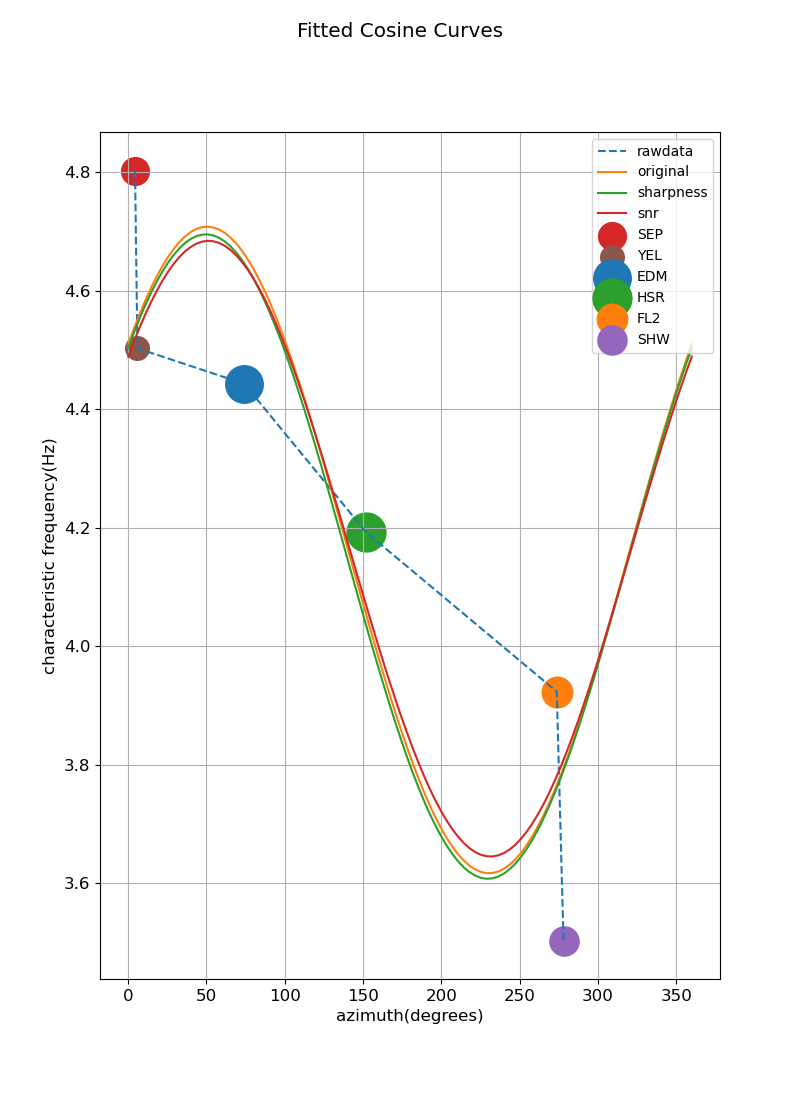 Fitted Cosine Curves
rawdata
original
sharpness
snr
SEP
YEL
EDM
HSR
FL2
SHW
4.8
4.6
4.4
4.2
4.0
3.8
3.6
characteristic frequency(Hz)
0 50 100 150 200 250 300 350
azimuth(degrees)